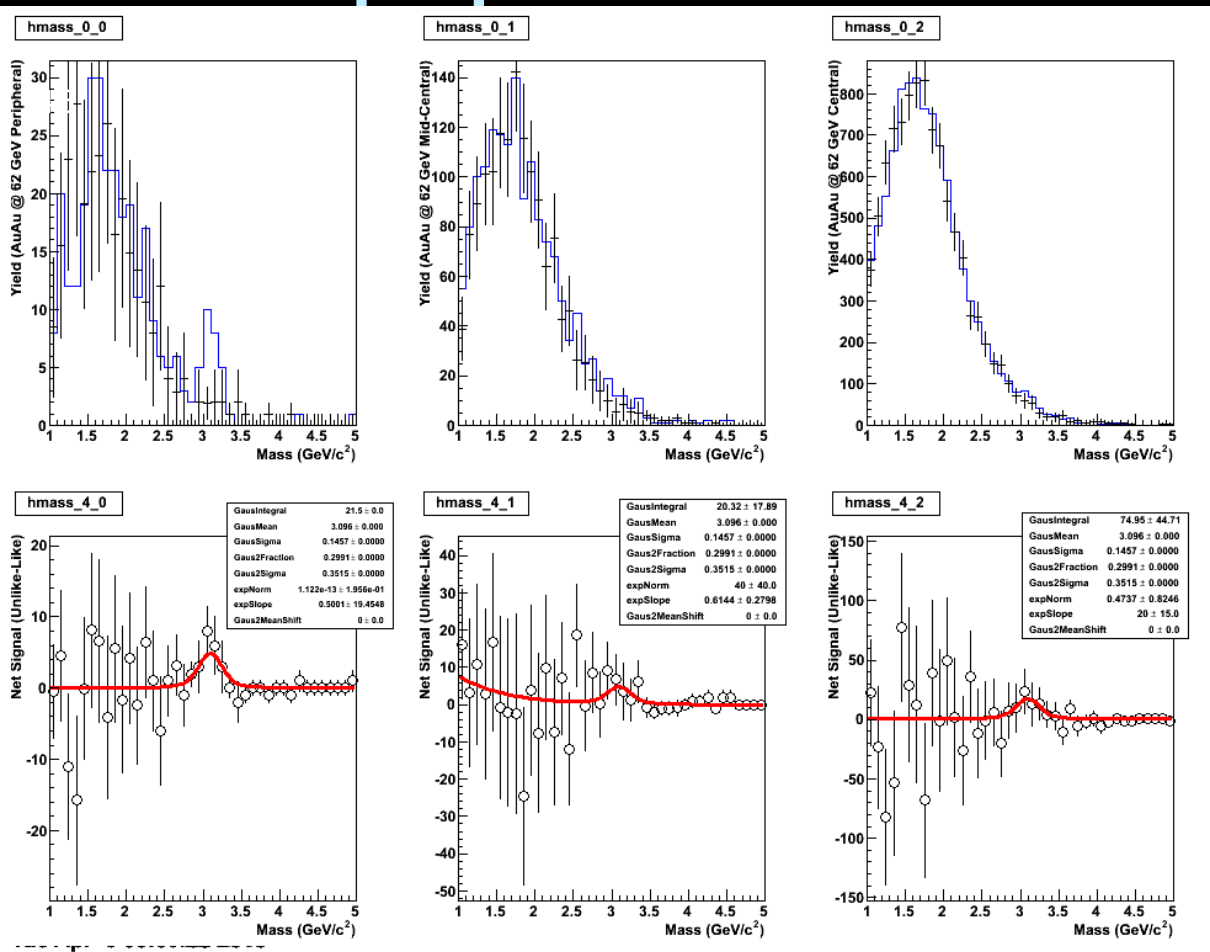 hmass_0_0
Yield (AuAu @ 62 GeV Peripheral)
30
25
20
15
10
5
0
1 1.5 2 2.5 3 3.5 4 4.5 5
Mass (GeV/c²)
hmass_0_1
Yield (AuAu @ 62 GeV Mid-Central)
140
120
100
80
60
40
20
0
1 1.5 2 2.5 3 3.5 4 4.5 5
Mass (GeV/c²)
hmass_0_2
Yield (AuAu @ 62 GeV Central)
800
700
600
500
400
300
200
100
0
1 1.5 2 2.5 3 3.5 4 4.5 5
Mass (GeV/c²)
hmass_4_0
GausIntegral 21.5 ± 0.0
GausMean 3.096 ± 0.000
GausSigma 0.1457 ± 0.0000
Gaus2Fraction 0.2991 ± 0.0000
Gaus2Sigma 0.3515 ± 0.0000
expNorm 1.122e-13 ± 1.956e-01
expSlope 0.5001 ± 19.4548
Gaus2MeanShift 0 ± 0.0
Net Signal (Unlike-Like)
20
10
0
-10
-20
1 1.5 2 2.5 3 3.5 4 4.5 5
Mass (GeV/c²)
hmass_4_1
GausIntegral 20.32 ± 17.89
GausMean 3.096 ± 0.000
GausSigma 0.1457 ± 0.0000
Gaus2Fraction 0.2991 ± 0.0000
Gaus2Sigma 0.3515 ± 0.0000
expNorm 40 ± 40.0
expSlope 0.6144 ± 0.2798
Gaus2MeanShift 0 ± 0.0
Net Signal (Unlike-Like)
40
30
20
10
0
-10
-20
-30
-40
-50
1 1.5 2 2.5 3 3.5 4 4.5 5
Mass (GeV/c²)
hmass_4_2
GausIntegral 74.95 ± 44.71
GausMean 3.096 ± 0.000
GausSigma 0.1457 ± 0.0000
Gaus2Fraction 0.2991 ± 0.0000
Gaus2Sigma 0.3515 ± 0.0000
expNorm 0.4737 ± 0.8246
expSlope 20 ± 15.0
Gaus2MeanShift 0 ± 0.0
Net Signal (Unlike-Like)
150
100
50
0
-50
-100
-150
1 1.5 2 2.5 3 3.5 4 4.5 5
Mass (GeV/c²)